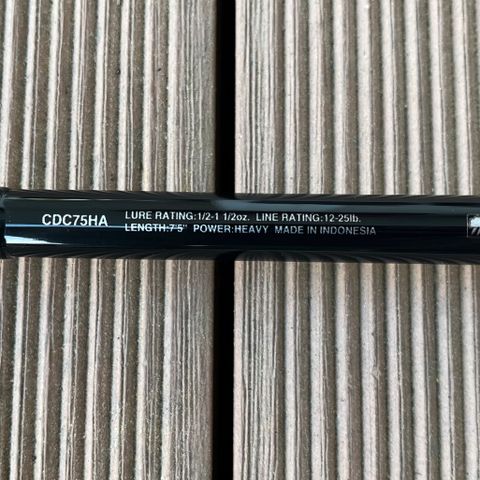 CDC75HA
LURE RATING:1/2-1 1/2oz. LINE RATING:12-25lb.
LENGTH:7'5" POWER:HEAVY MADE IN INDONESIA